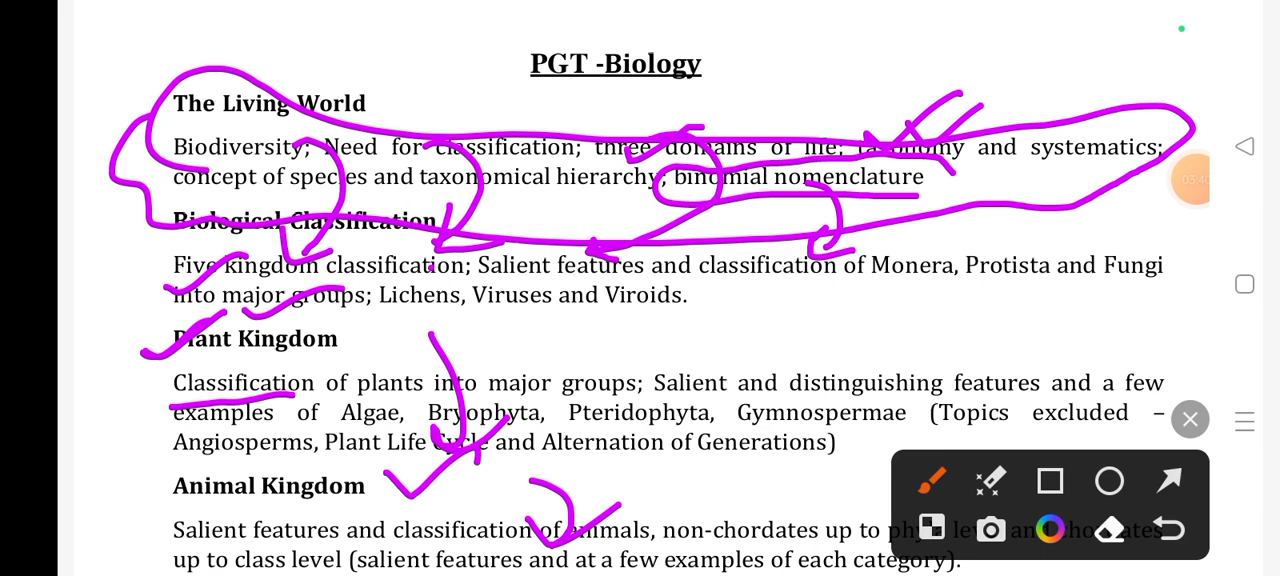 PGT -Biology
The Living World
Biodiversity; Need for classification; three domains of life; taxonomy and systematics;
concept of species and taxonomical hierarchy; binomial nomenclature
Biological Classification
Five kingdom classification; Salient features and classification of Monera, Protista and Fungi
into major groups; Lichens, Viruses and Viroids.
Plant Kingdom
Classification of plants into major groups; Salient and distinguishing features and a few
examples of Algae, Bryophyta, Pteridophyta, Gymnospermae (Topics excluded –
Angiosperms, Plant Life Cycle and Alternation of Generations)
Animal Kingdom
Salient features and classification of animals, non-chordates up to phyla level and chordates
up to class level (salient features and at a few examples of each category).